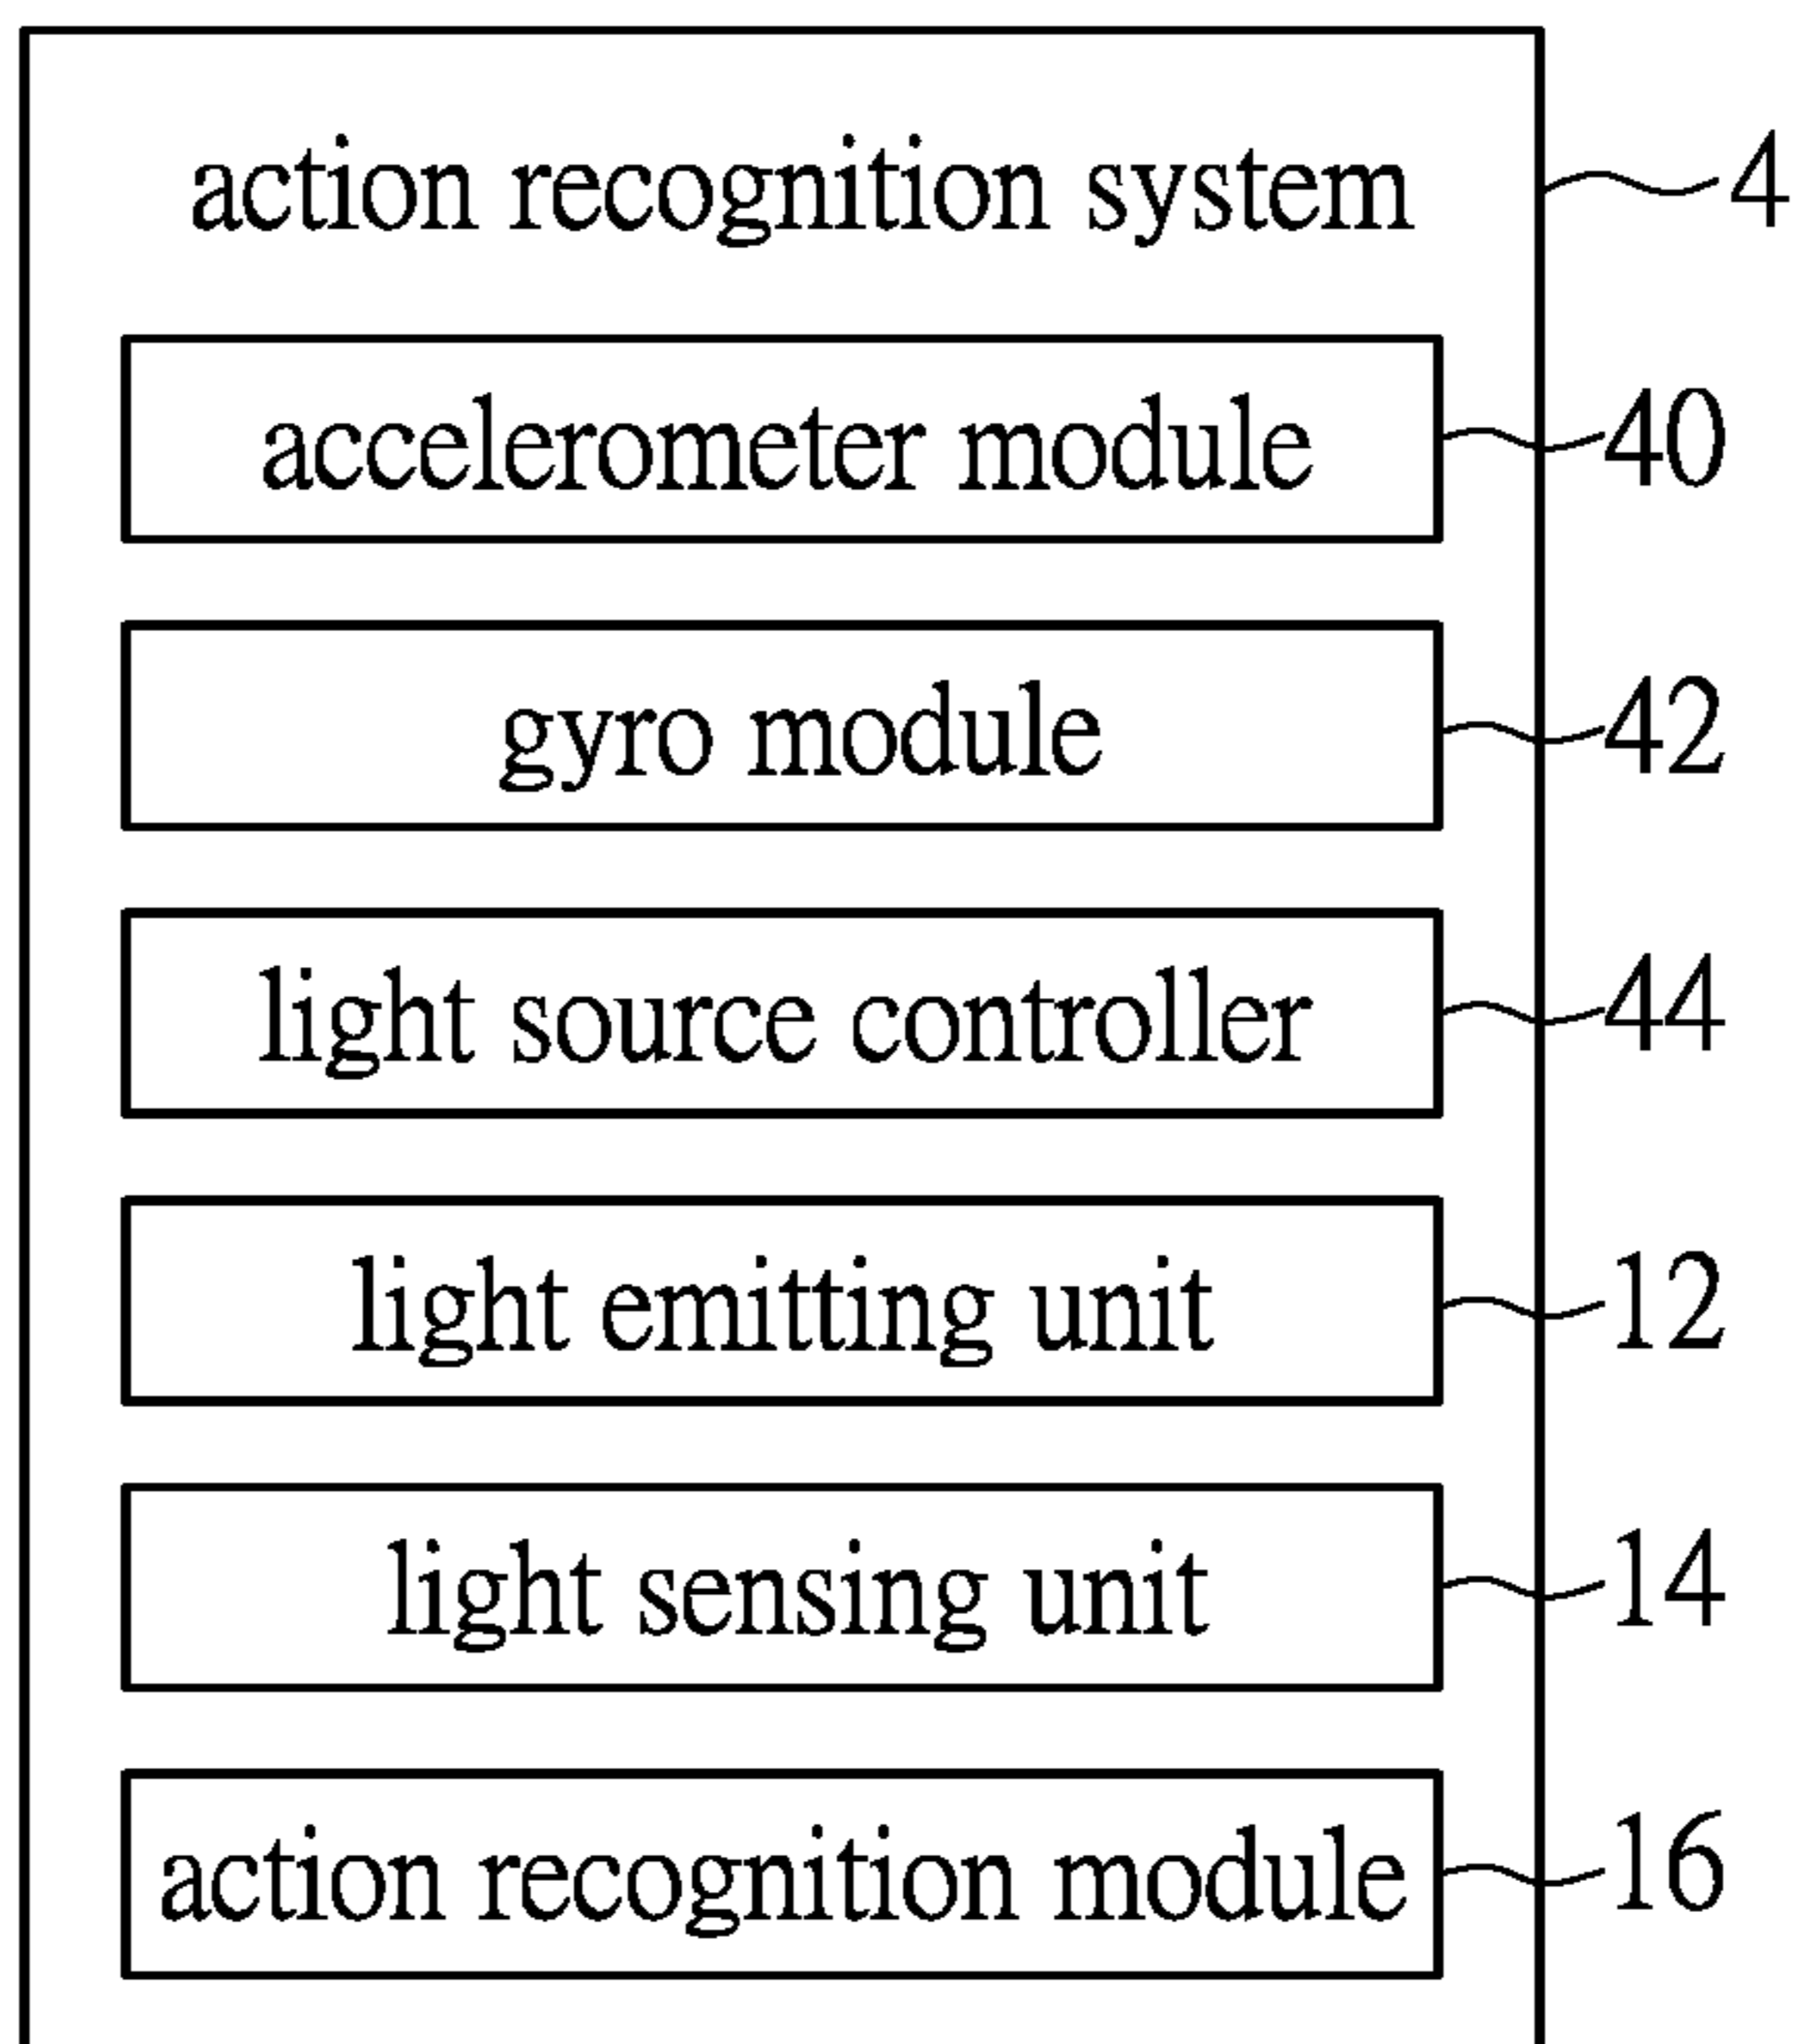 action recognition system 4
accelerometer module 40
gyro module 42
light source controller 44
light emitting unit 12
light sensing unit 14
action recognition module 16